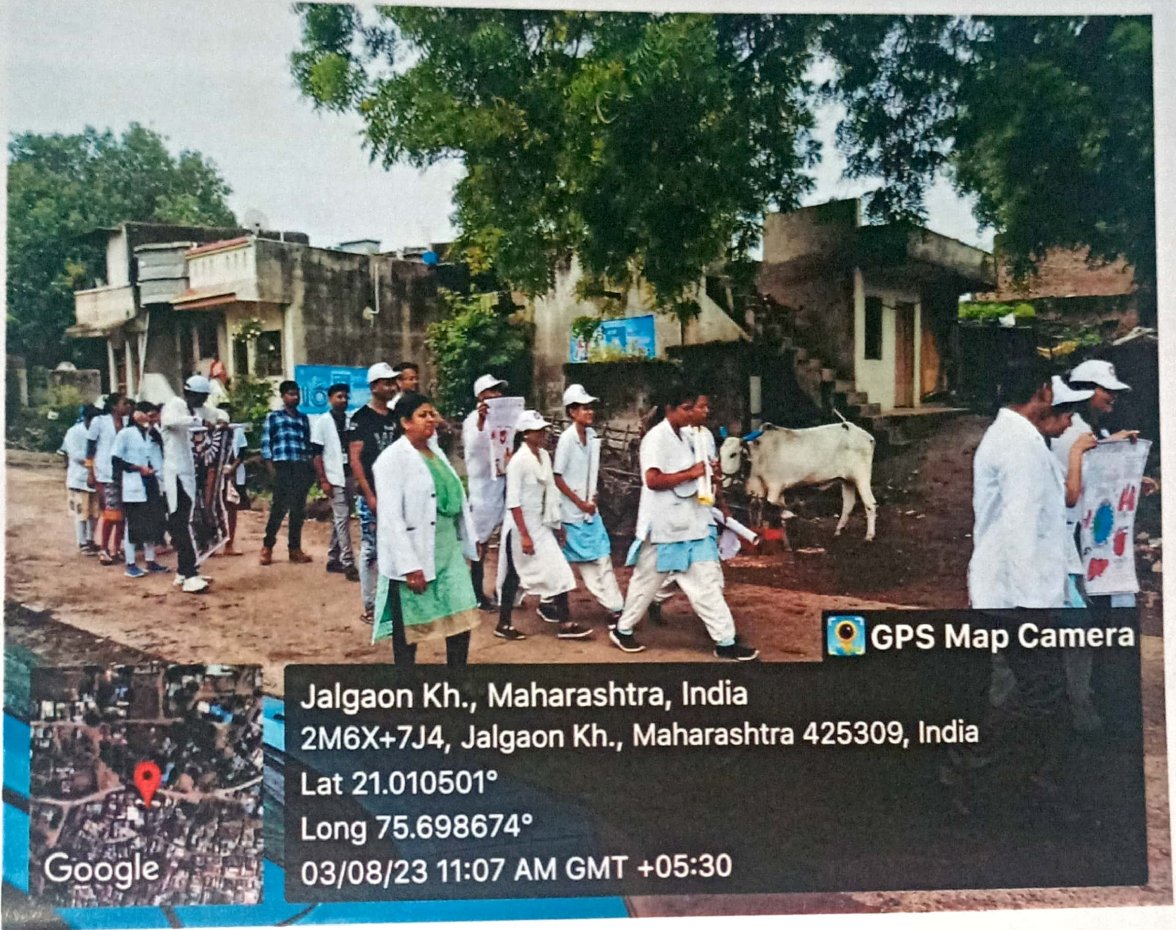 GPS Map Camera
Jalgaon Kh., Maharashtra, India
2M6X+7J4, Jalgaon Kh., Maharashtra 425309, India
Lat 21.010501°
Long 75.698674°
03/08/23 11:07 AM GMT +05:30
Google